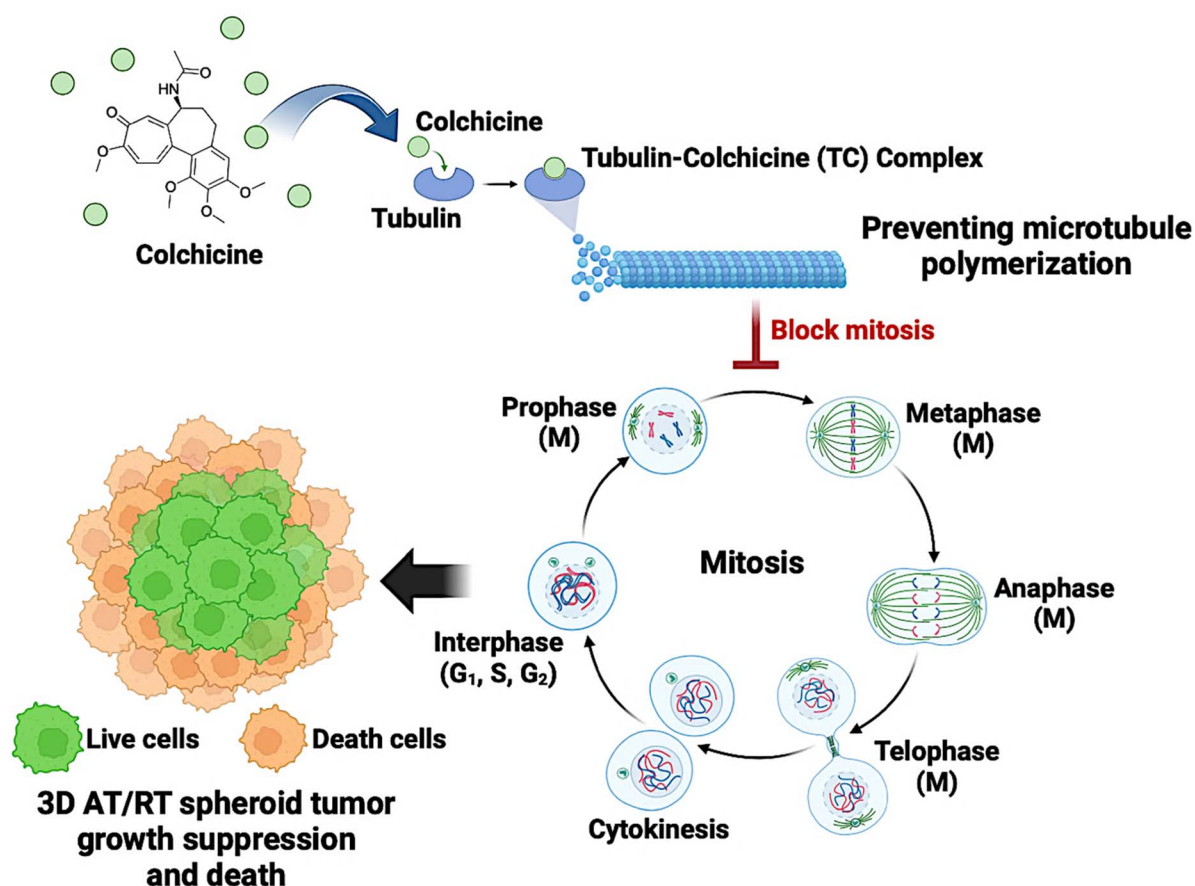 O
HN
O
O
O
O
O
Colchicine
Colchicine
Tubulin
Tubulin-Colchicine (TC) Complex
Preventing microtubule
polymerization
Block mitosis
Prophase
(M)
Metaphase
(M)
Mitosis
Anaphase
(M)
Interphase
(G₁, S, G₂)
Telophase
(M)
Cytokinesis
Live cells
Death cells
3D AT/RT spheroid tumor
growth suppression
and death